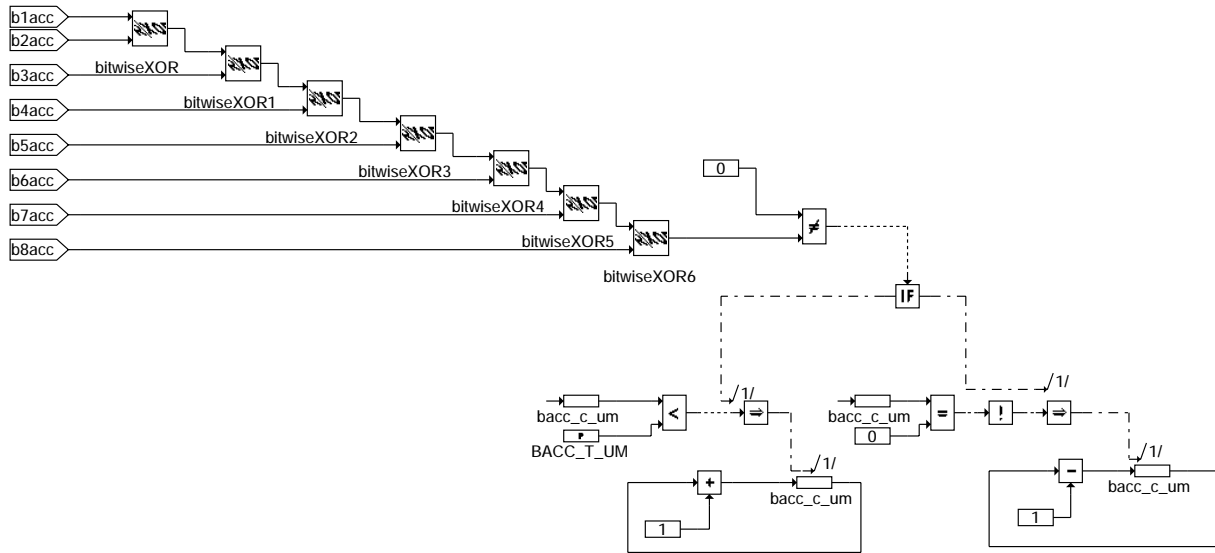 b1acc
b2acc
b3acc
bitwiseXOR
b4acc
bitwiseXOR1
b5acc
bitwiseXOR2
b6acc
bitwiseXOR3
0
b7acc
bitwiseXOR4
≠
b8acc
bitwiseXOR5
bitwiseXOR6
IF
/1/
/1/
bacc_c_um
<
⇒
bacc_c_um
=
!
⇒
P
0
BACC_T_UM
/1/
/1/
+
bacc_c_um
−
bacc_c_um
1
1